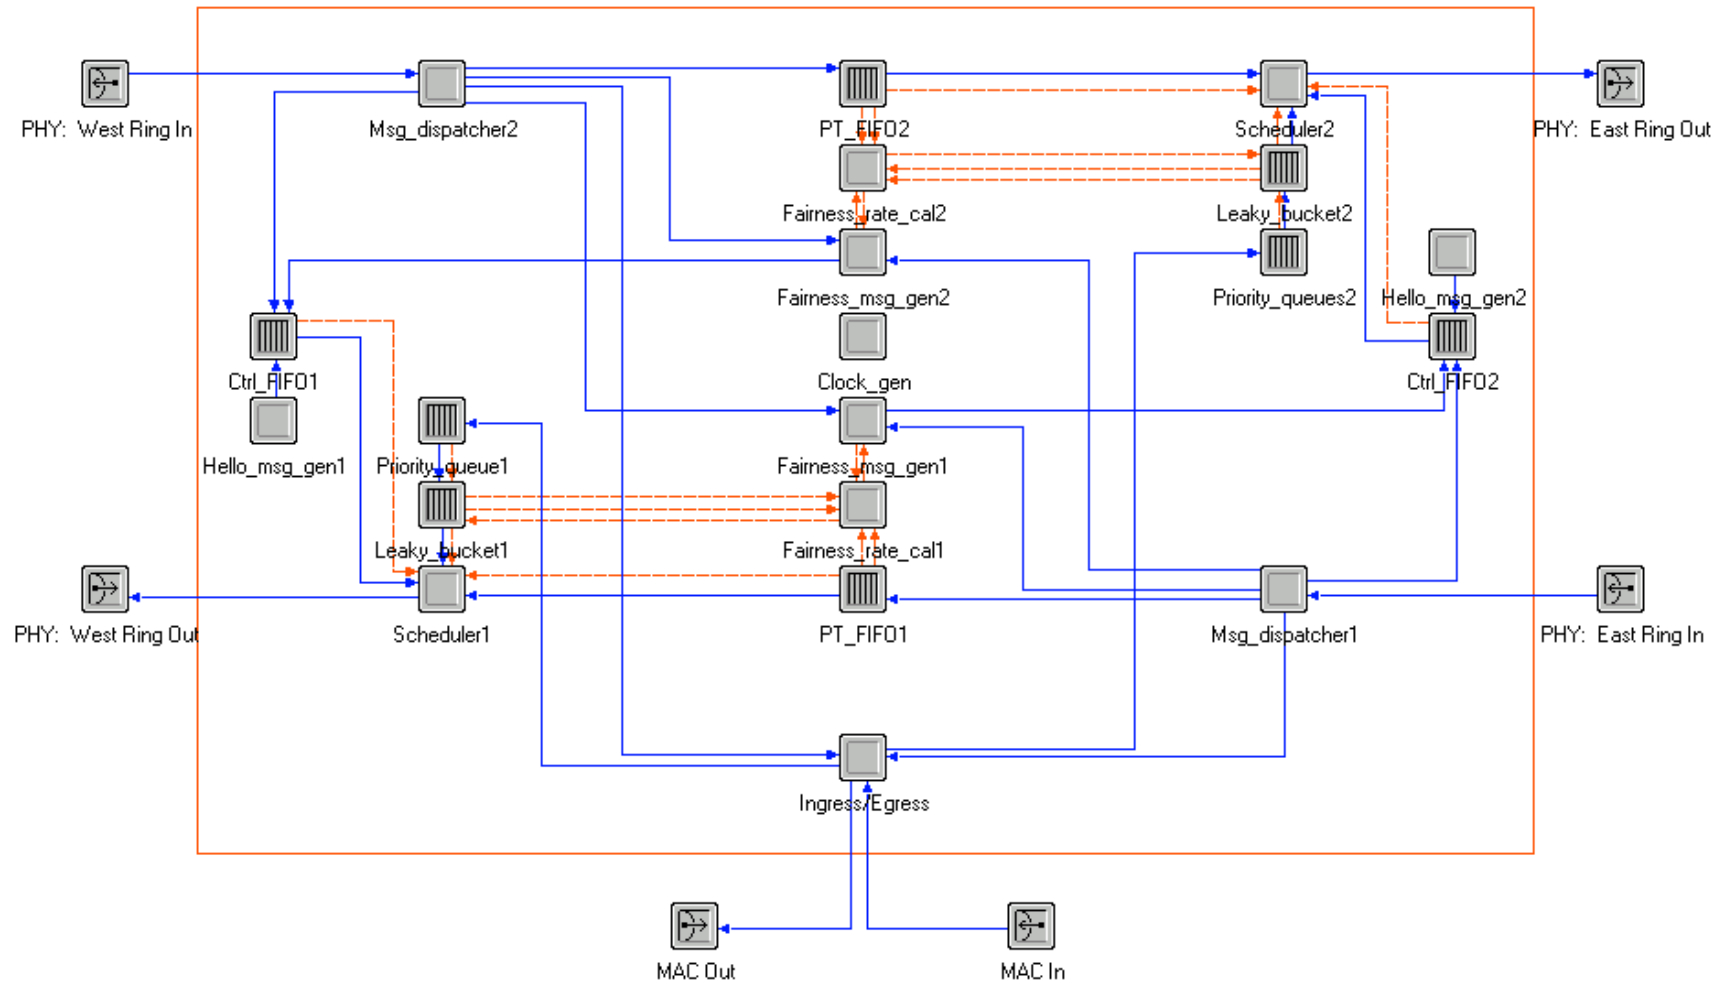 PHY: West Ring In
Msg_dispatcher2
PT_FIFO2
Scheduler2
PHY: East Ring Out
Fairness_rate_cal2
Leaky_bucket2
Fairness_msg_gen2
Priority_queues2
Hello_msg_gen2
Ctrl_FIFO1
Clock_gen
Ctrl_FIFO2
Hello_msg_gen1
Priority_queue1
Fairness_msg_gen1
Leaky_bucket1
Fairness_rate_cal1
PHY: West Ring Out
Scheduler1
PT_FIFO1
Msg_dispatcher1
PHY: East Ring In
Ingress/Egress
MAC Out
MAC In